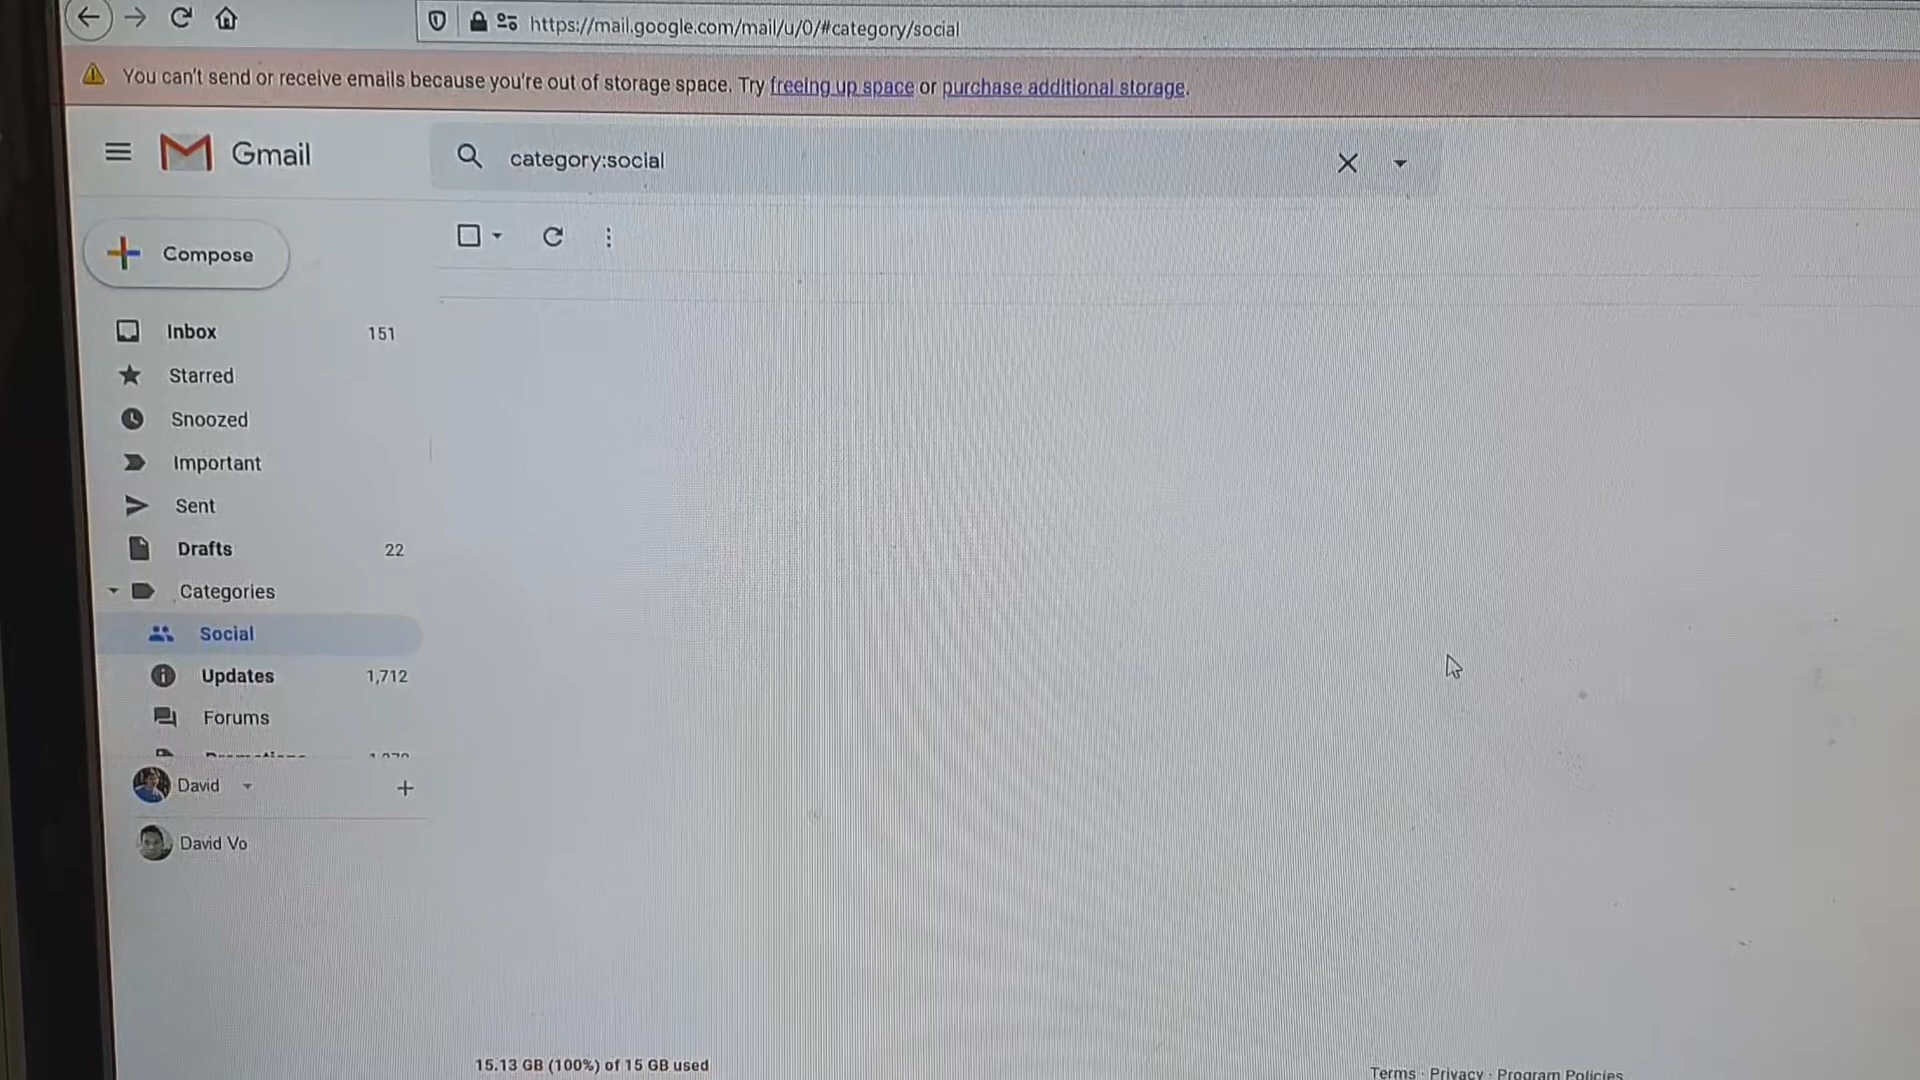 https://mail.google.com/mail/u/0/#category/social
You can't send or receive emails because you're out of storage space. Try freeing up space or purchase additional storage.
Gmail
category:social
Compose
Inbox 151
Starred
Snoozed
Important
Sent
Drafts 22
Categories
Social
Updates 1,712
Forums
David
David Vo
15.13 GB (100%) of 15 GB used
Terms · Privacy · Program Policies